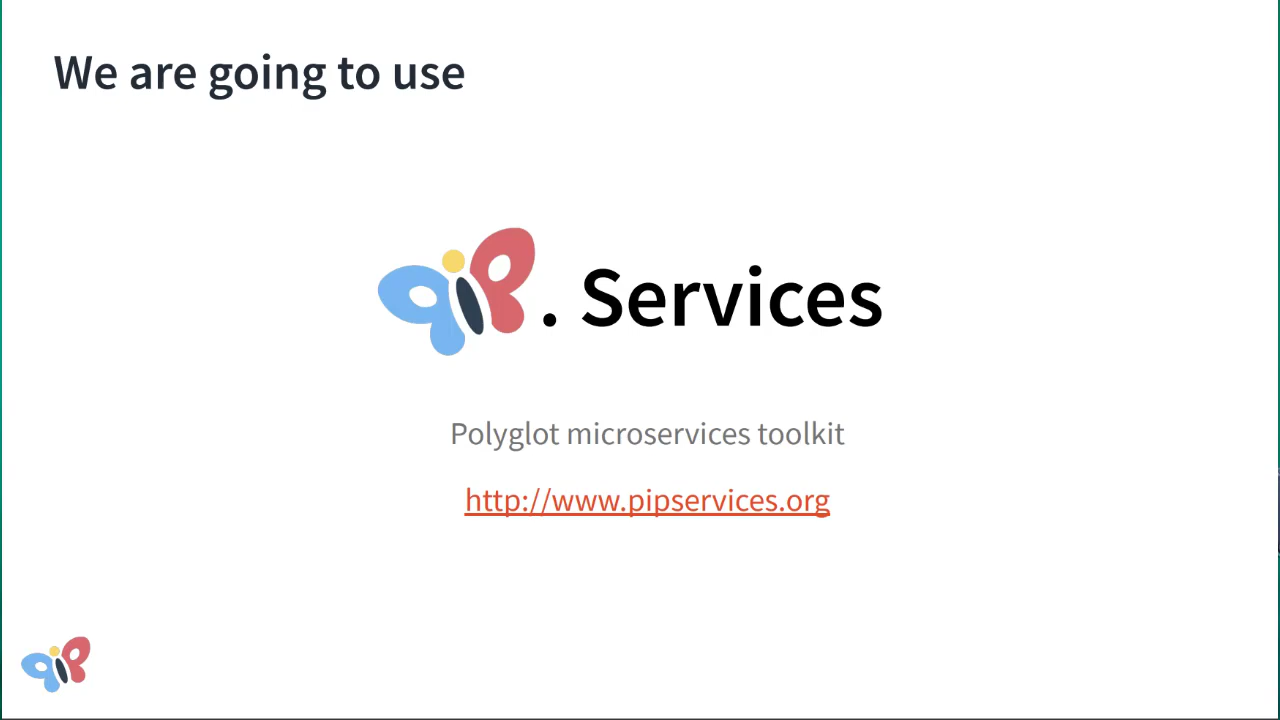 We are going to use
. Services
Polyglot microservices toolkit
http://www.pipservices.org